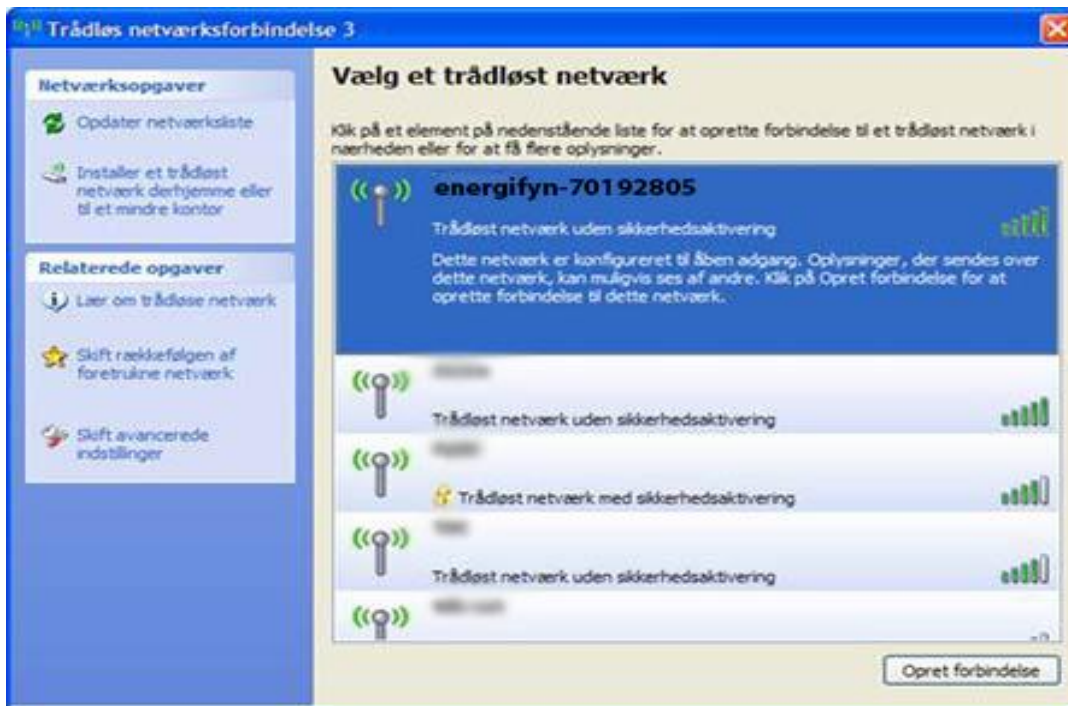 Trådløs netværksforbindelse 3
Netværksopgaver
Opdater netværksliste
Installer et trådløst
netværk derhjemme eller
til et mindre kontor
Relaterede opgaver
Lær om trådløse netværk
Skift rækkefølgen af
foretrukne netværk
Skift avancerede
indstillinger
Vælg et trådløst netværk
Klik på et element på nedenstående liste for at oprette forbindelse til et trådløst netværk i
nærheden eller for at få flere oplysninger.
energifyn-70192805
Trådløst netværk uden sikkerhedsaktivering
Dette netværk er konfigureret til åben adgang. Oplysninger, der sendes over
dette netværk, kan muligvis ses af andre. Klik på Opret forbindelse for at
oprette forbindelse til dette netværk.
Trådløst netværk uden sikkerhedsaktivering
Trådløst netværk med sikkerhedsaktivering
Trådløst netværk uden sikkerhedsaktivering
Opret forbindelse